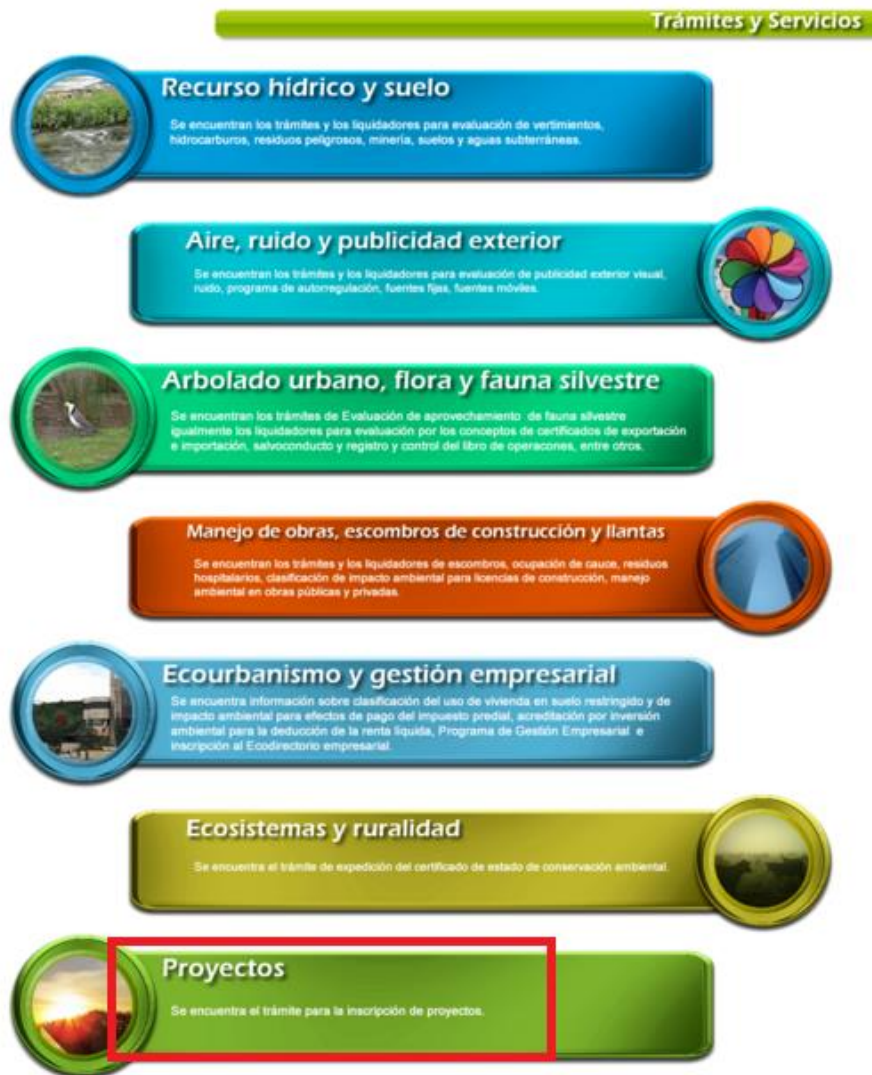 Trámites y Servicios
Recurso hídrico y suelo
Se encuentran los trámites y los liquidadores para evaluación de vertimientos,
hidrocarburos, residuos peligrosos, minería, suelos y aguas subterráneas.
Aire, ruido y publicidad exterior
Se encuentran los trámites y los liquidadores para evaluación de publicidad exterior visual,
ruido, programa de autorregulación, fuentes fijas, fuentes móviles.
Arbolado urbano, flora y fauna silvestre
Se encuentran los trámites de Evaluación de aprovechamiento de fauna silvestre
igualmente los liquidadores para evaluación por los conceptos de certificados de exportación
e importación, salvoconducto y registro y control del libro de operacones, entre otros.
Manejo de obras, escombros de construcción y llantas
Se encuentran los trámites y los liquidadores de escombros, ocupación de cauce, residuos
hospitalarios, clasificación de impacto ambiental para licencias de construcción, manejo
ambiental en obras públicas y privadas.
Ecourbanismo y gestión empresarial
Se encuentra información sobre clasificación del uso de vivienda en suelo restringido y de
impacto ambiental para efectos de pago del impuesto predial, acreditación por inversión
ambiental para la deducción de la renta líquida, Programa de Gestión Empresarial e
inscripción al Ecodirectorio empresarial.
Ecosistemas y ruralidad
Se encuentra el trámite de expedición del certificado de estado de conservación ambiental.
Proyectos
Se encuentra el trámite para la inscripción de proyectos.